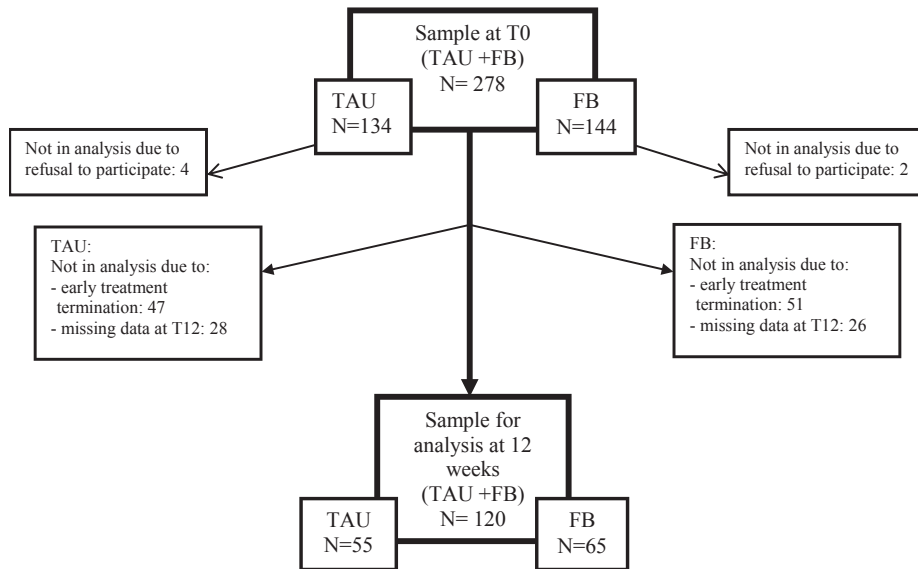 Sample at T0
(TAU +FB)
N= 278
TAU
N=134
FB
N=144
Not in analysis due to
refusal to participate: 4
Not in analysis due to
refusal to participate: 2
TAU:
Not in analysis due to:
- early treatment
termination: 47
- missing data at T12: 28
FB:
Not in analysis due to:
- early treatment
termination: 51
- missing data at T12: 26
Sample for
analysis at 12
weeks
(TAU +FB)
N= 120
TAU
N=55
FB
N=65